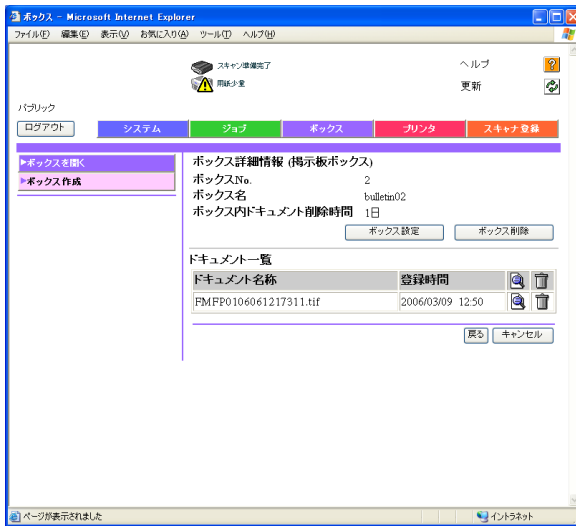 ボックス - Microsoft Internet Explorer
ファイル(F) 編集(E) 表示(V) お気に入り(A) ツール(T) ヘルプ(H)
スキャン準備完了
ヘルプ
用紙少量
更新
パブリック
ログアウト システム ジョブ ボックス プリンタ スキャナ登録
ボックスを開く
ボックス作成
ボックス詳細情報 (掲示板ボックス)
ボックスNo. 2
ボックス名 bulletin02
ボックス内ドキュメント削除時間 1日
ボックス設定 ボックス削除
ドキュメント一覧
ドキュメント名称 登録時間
FMFP0106061217311.tif 2006/03/09 12:50
戻る キャンセル
ページが表示されました イントラネット